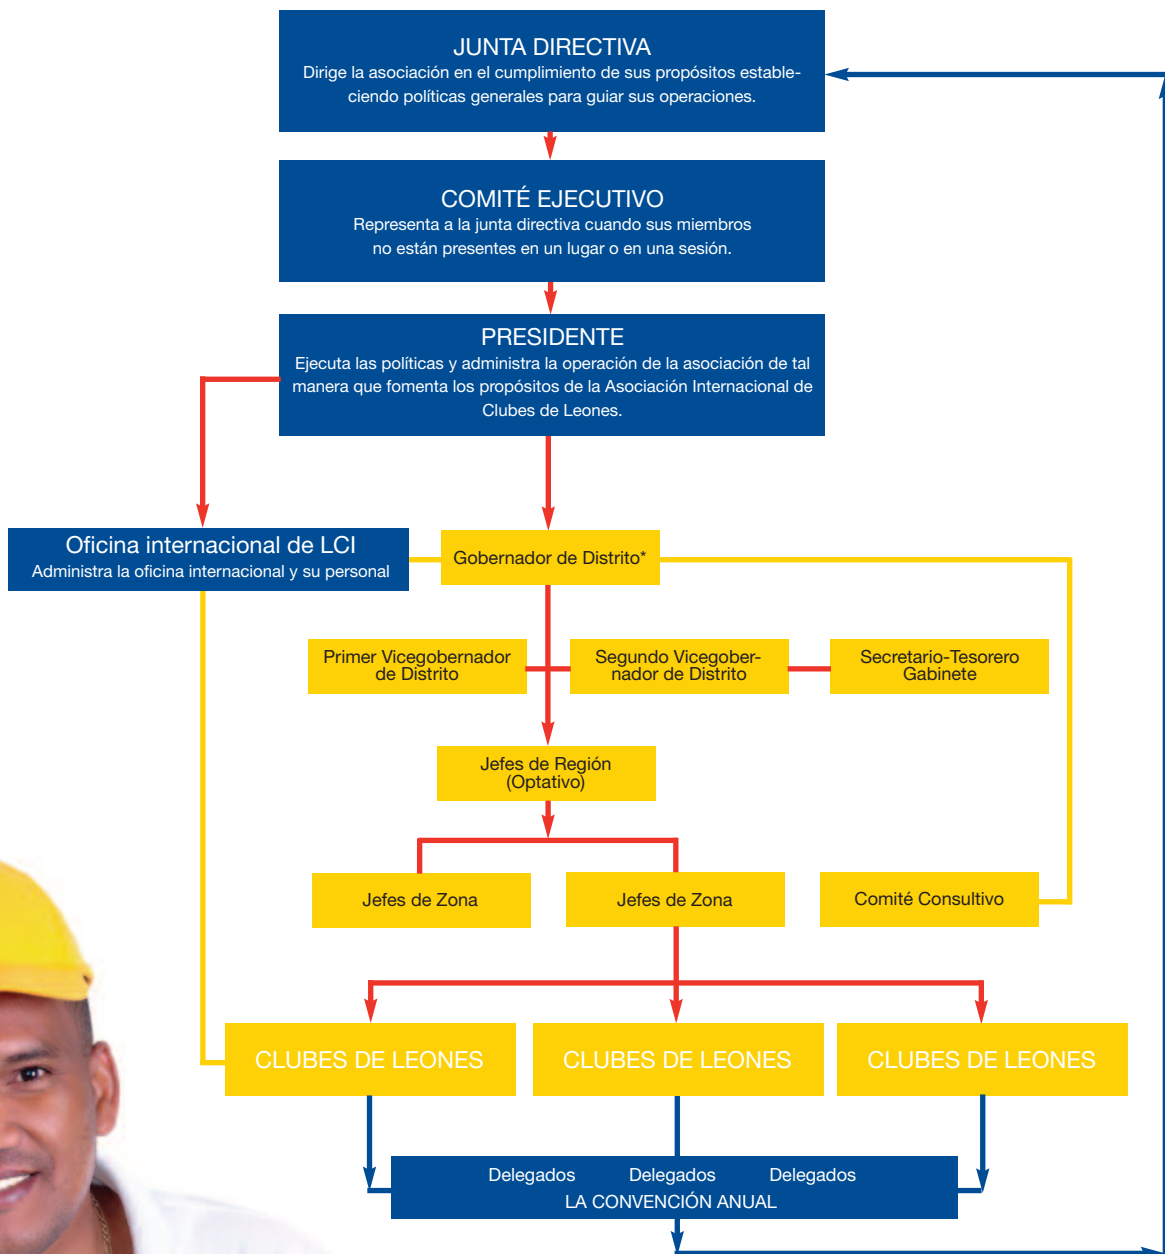 JUNTA DIRECTIVA
Dirige la asociación en el cumplimiento de sus propósitos estable-
ciendo políticas generales para guiar sus operaciones.
COMITÉ EJECUTIVO
Representa a la junta directiva cuando sus miembros
no están presentes en un lugar o en una sesión.
PRESIDENTE
Ejecuta las políticas y administra la operación de la asociación de tal
manera que fomenta los propósitos de la Asociación Internacional de
Clubes de Leones.
Oficina internacional de LCI
Administra la oficina internacional y su personal
Gobernador de Distrito*
Primer Vicegobernador
de Distrito
Segundo Vicegober-
nador de Distrito
Secretario-Tesorero
Gabinete
Jefes de Región
(Optativo)
Jefes de Zona
Jefes de Zona
Comité Consultivo
CLUBES DE LEONES
CLUBES DE LEONES
CLUBES DE LEONES
Delegados Delegados Delegados
LA CONVENCIÓN ANUAL